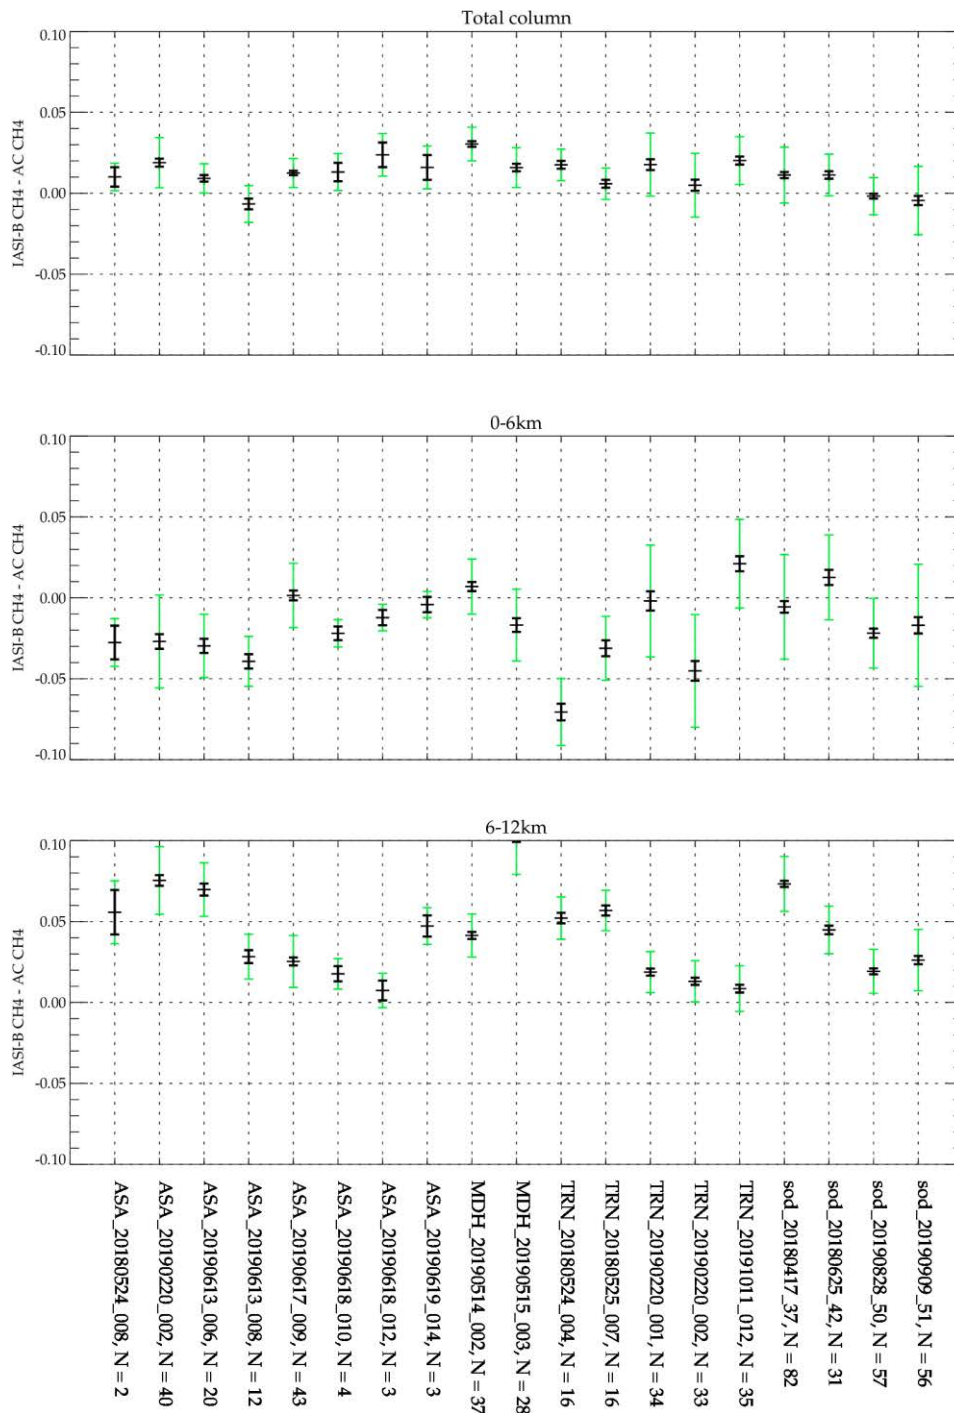 Total column
0.10
0.05
0.00
-0.05
-0.10
IASI-B CH4 - AC CH4
0-6km
0.10
0.05
0.00
-0.05
-0.10
IASI-B CH4 - AC CH4
6-12km
0.10
0.05
0.00
-0.05
-0.10
IASI-B CH4 - AC CH4
ASA_20180524_008, N = 2
ASA_20190220_002, N = 40
ASA_20190613_006, N = 20
ASA_20190613_008, N = 12
ASA_20190617_009, N = 43
ASA_20190618_010, N = 4
ASA_20190618_012, N = 3
ASA_20190619_014, N = 3
MDH_20190514_002, N = 37
MDH_20190515_003, N = 28
TRN_20180524_004, N = 16
TRN_20180525_007, N = 16
TRN_20190220_001, N = 34
TRN_20190220_002, N = 33
TRN_20191011_012, N = 35
sod_20180417_37, N = 82
sod_20180625_42, N = 31
sod_20190828_50, N = 57
sod_20190909_51, N = 56